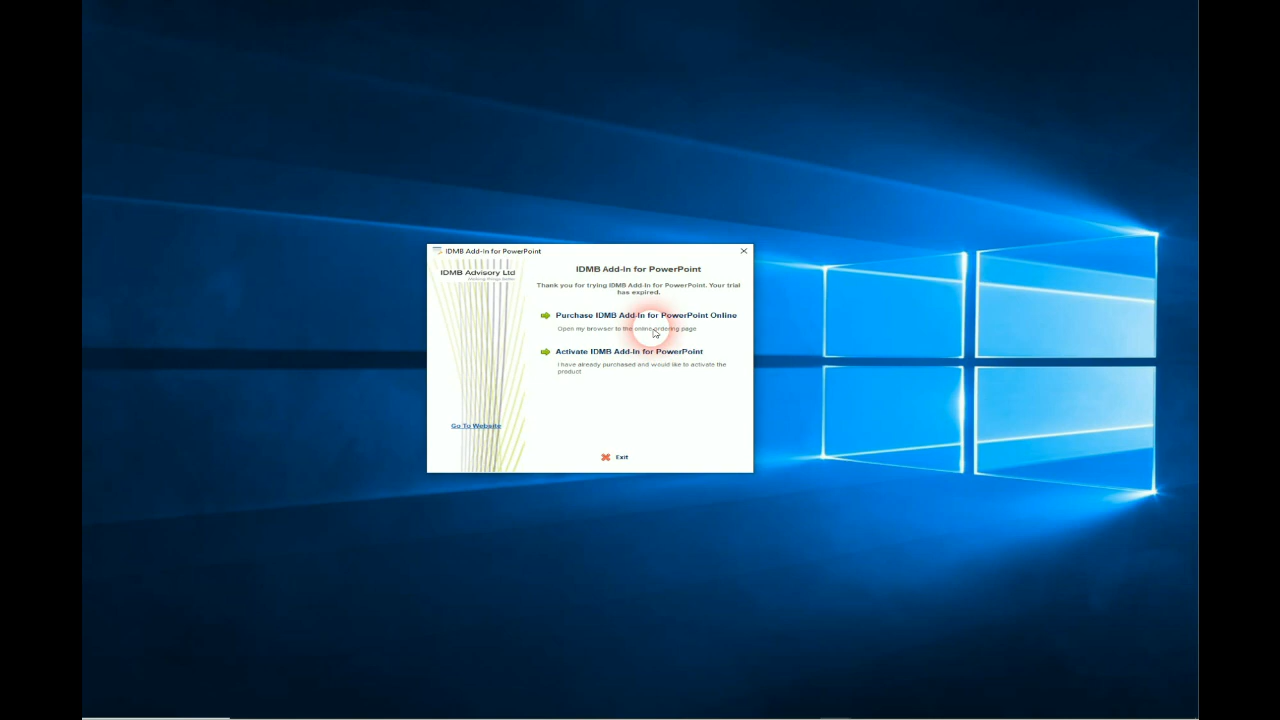 IDMB Add-In for PowerPoint
IDMB Advisory Ltd
Making things better
IDMB Add-In for PowerPoint
Thank you for trying IDMB Add-In for PowerPoint. Your trial
has expired.
Purchase IDMB Add-In for PowerPoint Online
Open my browser to the online ordering page
Activate IDMB Add-In for PowerPoint
I have already purchased and would like to activate the
product
Go To Website
Exit